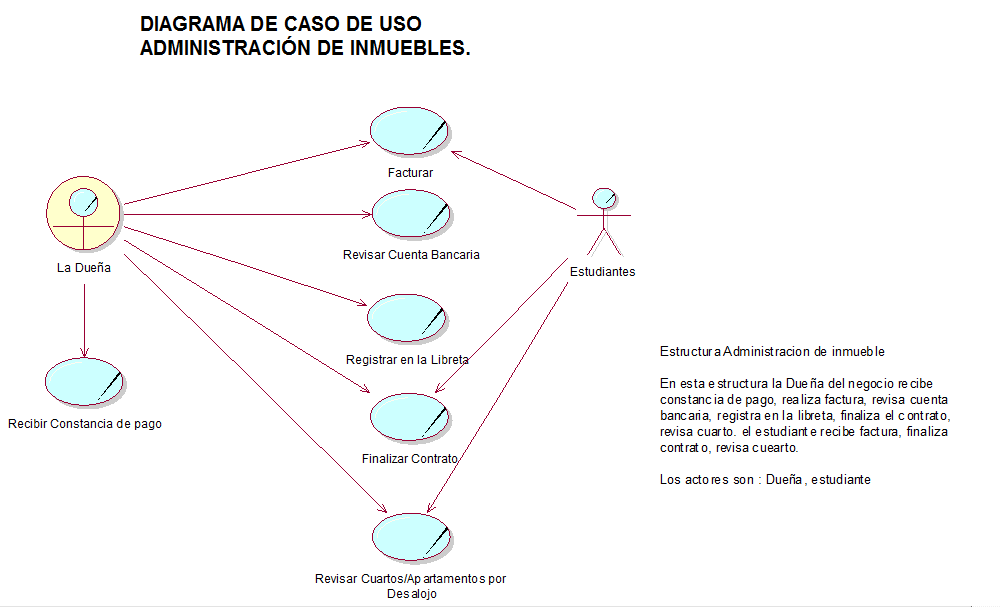 DIAGRAMA DE CASO DE USO
ADMINISTRACIÓN DE INMUEBLES.
Facturar
Revisar Cuenta Bancaria
La Dueña
Estudiantes
Registrar en la Libreta
Recibir Constancia de pago
Finalizar Contrato
Revisar Cuartos/Apartamentos por
Desalojo
Estructura Administracion de inmueble
En esta estructura la Dueña del negocio recibe
constancia de pago, realiza factura, revisa cuenta
bancaria, registra en la libreta, finaliza el contrato,
revisa cuarto. el estudiante recibe factura, finaliza
contrato, revisa cuearto.
Los actores son : Dueña, estudiante